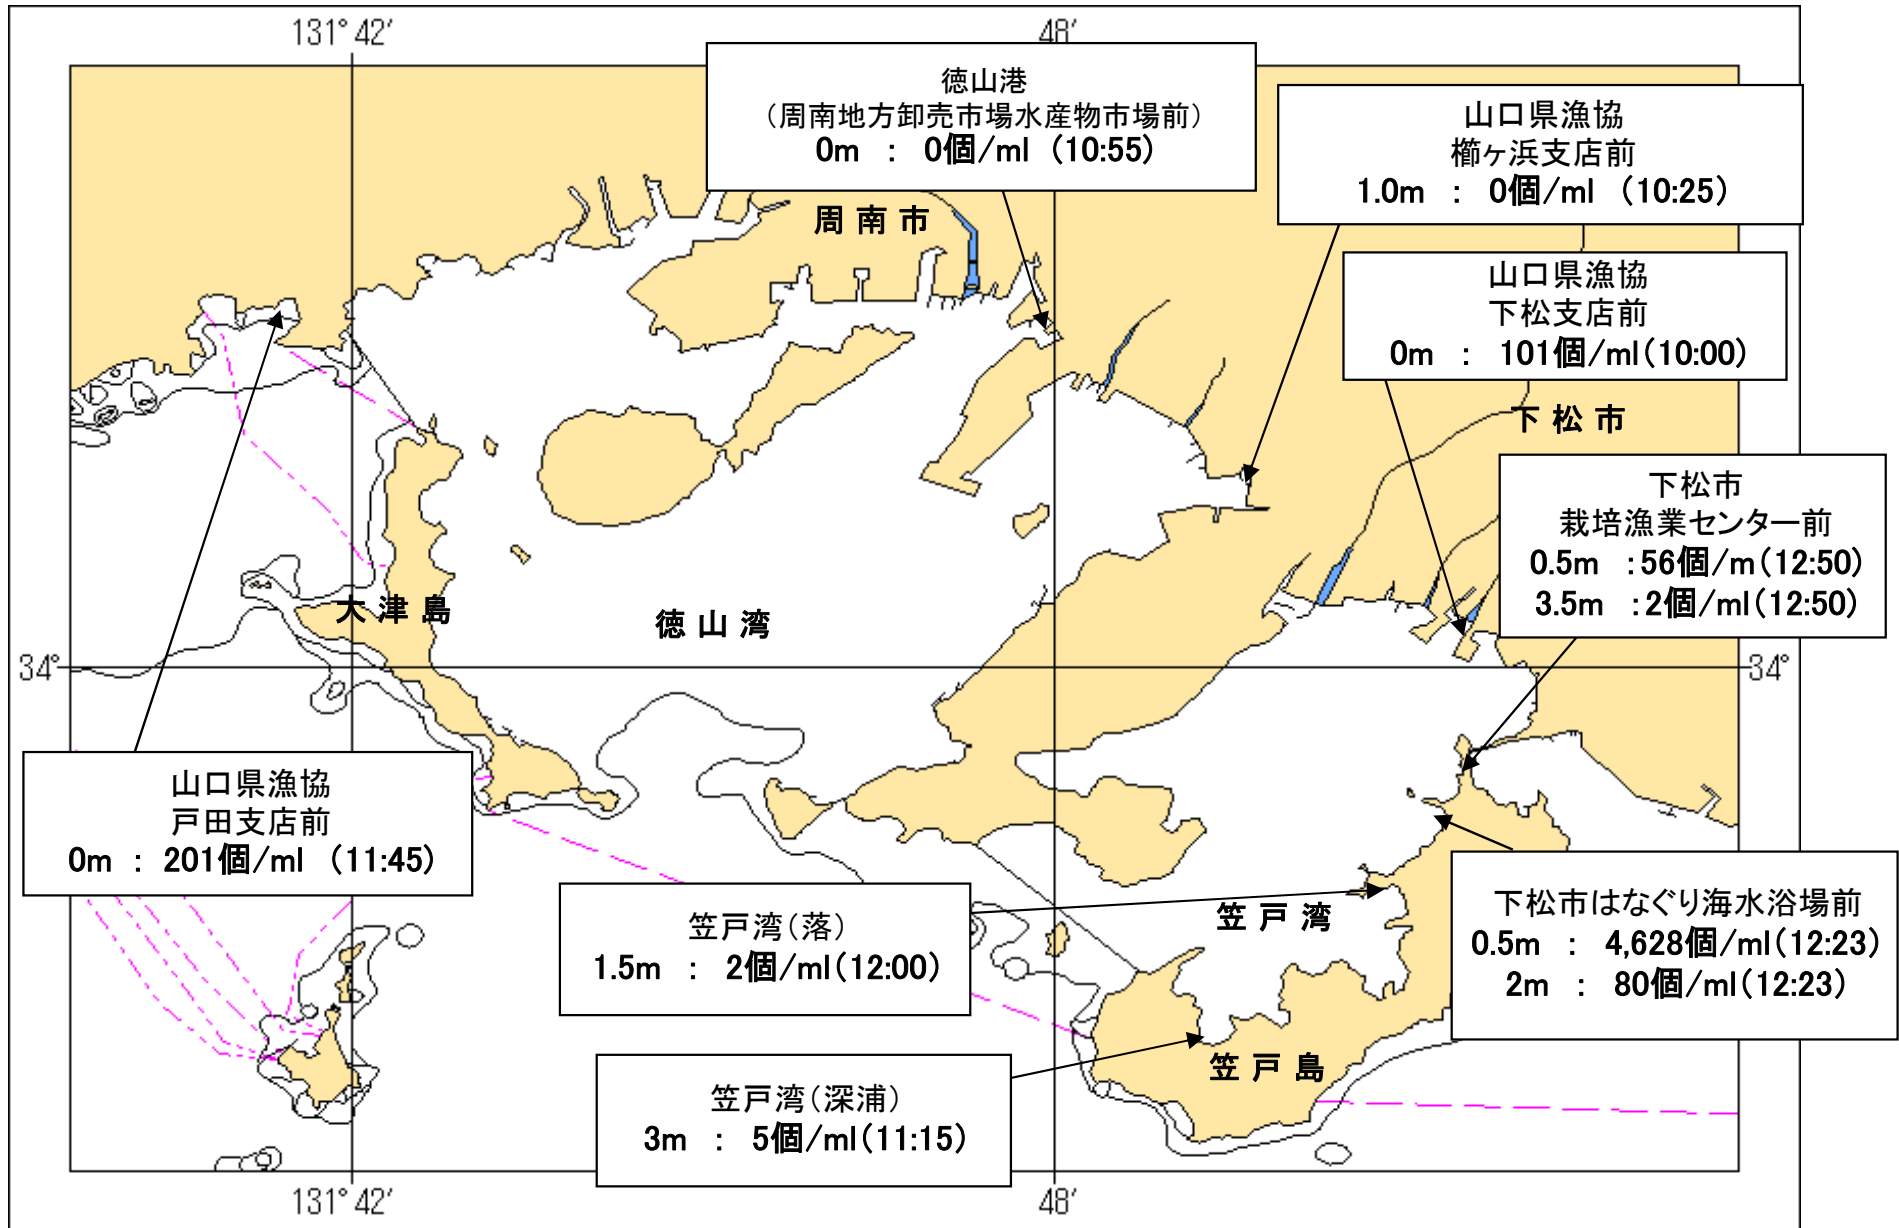 131°42′
48′
徳山港
（周南地方卸売市場水産物市場前）
0m ： 0個/ml （10:55）
山口県漁協
櫛ヶ浜支店前
1.0m ： 0個/ml （10:25）
周南市
山口県漁協
下松支店前
0m ： 101個/ml（10:00）
下松市
下松市
栽培漁業センター前
0.5m ：56個/m（12:50）
3.5m ：2個/ml（12:50）
大津島
徳山湾
34°
34°
山口県漁協
戸田支店前
0m ： 201個/ml （11:45）
笠戸湾（落）
1.5m ： 2個/ml（12:00）
笠戸湾
下松市はなぐり海水浴場前
0.5m ： 4,628個/ml（12:23）
2m ： 80個/ml（12:23）
笠戸島
笠戸湾（深浦）
3m ： 5個/ml（11:15）
131°42′
48′